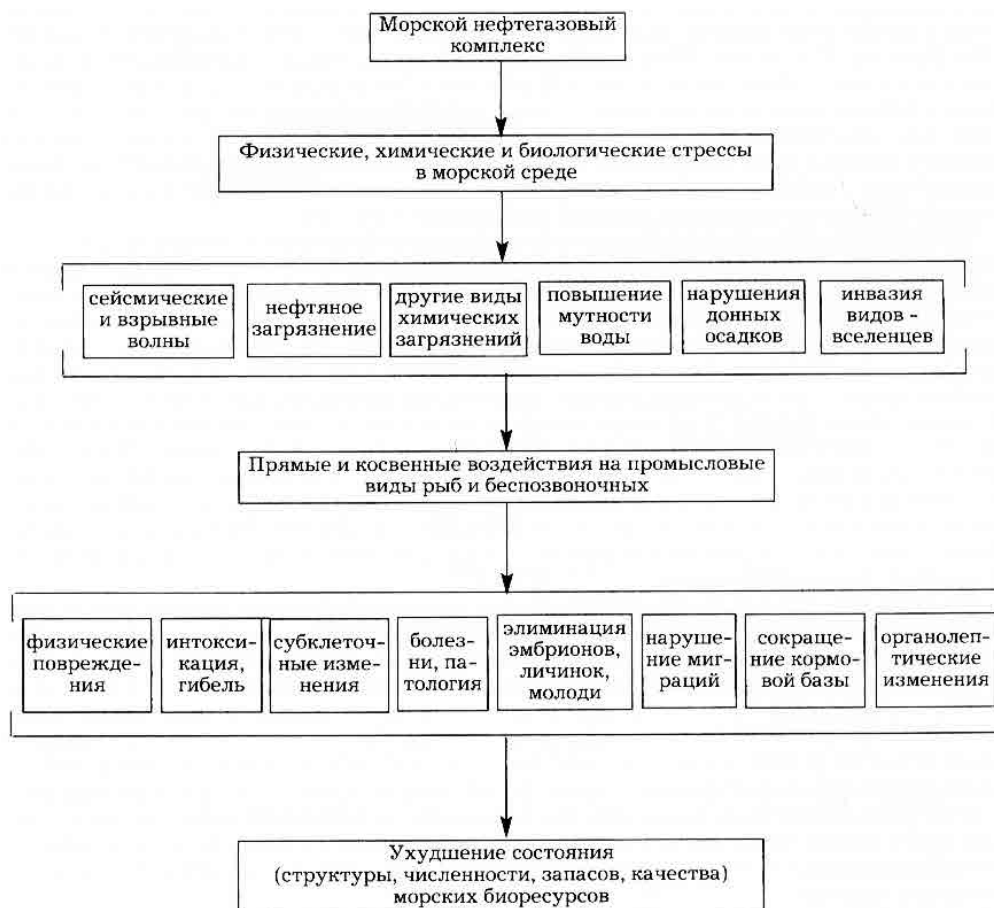 Морской нефтегазовый
комплекс
Физические, химические и биологические стрессы
в морской среде
сейсмические
и взрывные
волны
нефтяное
загрязнение
другие виды
химических
загрязнений
повышение
мутности
воды
нарушения
донных
осадков
инвазия
видов -
вселенцев
Прямые и косвенные воздействия на промысловые
виды рыб и беспозвоночных
физические
поврежде-
ния
интокси-
кация,
гибель
субклеточ-
ные изме-
нения
болез-
ни, па-
тология
элиминация
эмбрионов,
личинок,
молоди
наруше-
ние миг-
раций
сокраще-
ние кормо-
вой базы
органолеп-
тические
изменения
Ухудшение состояния
(структуры, численности, запасов, качества)
морских биоресурсов